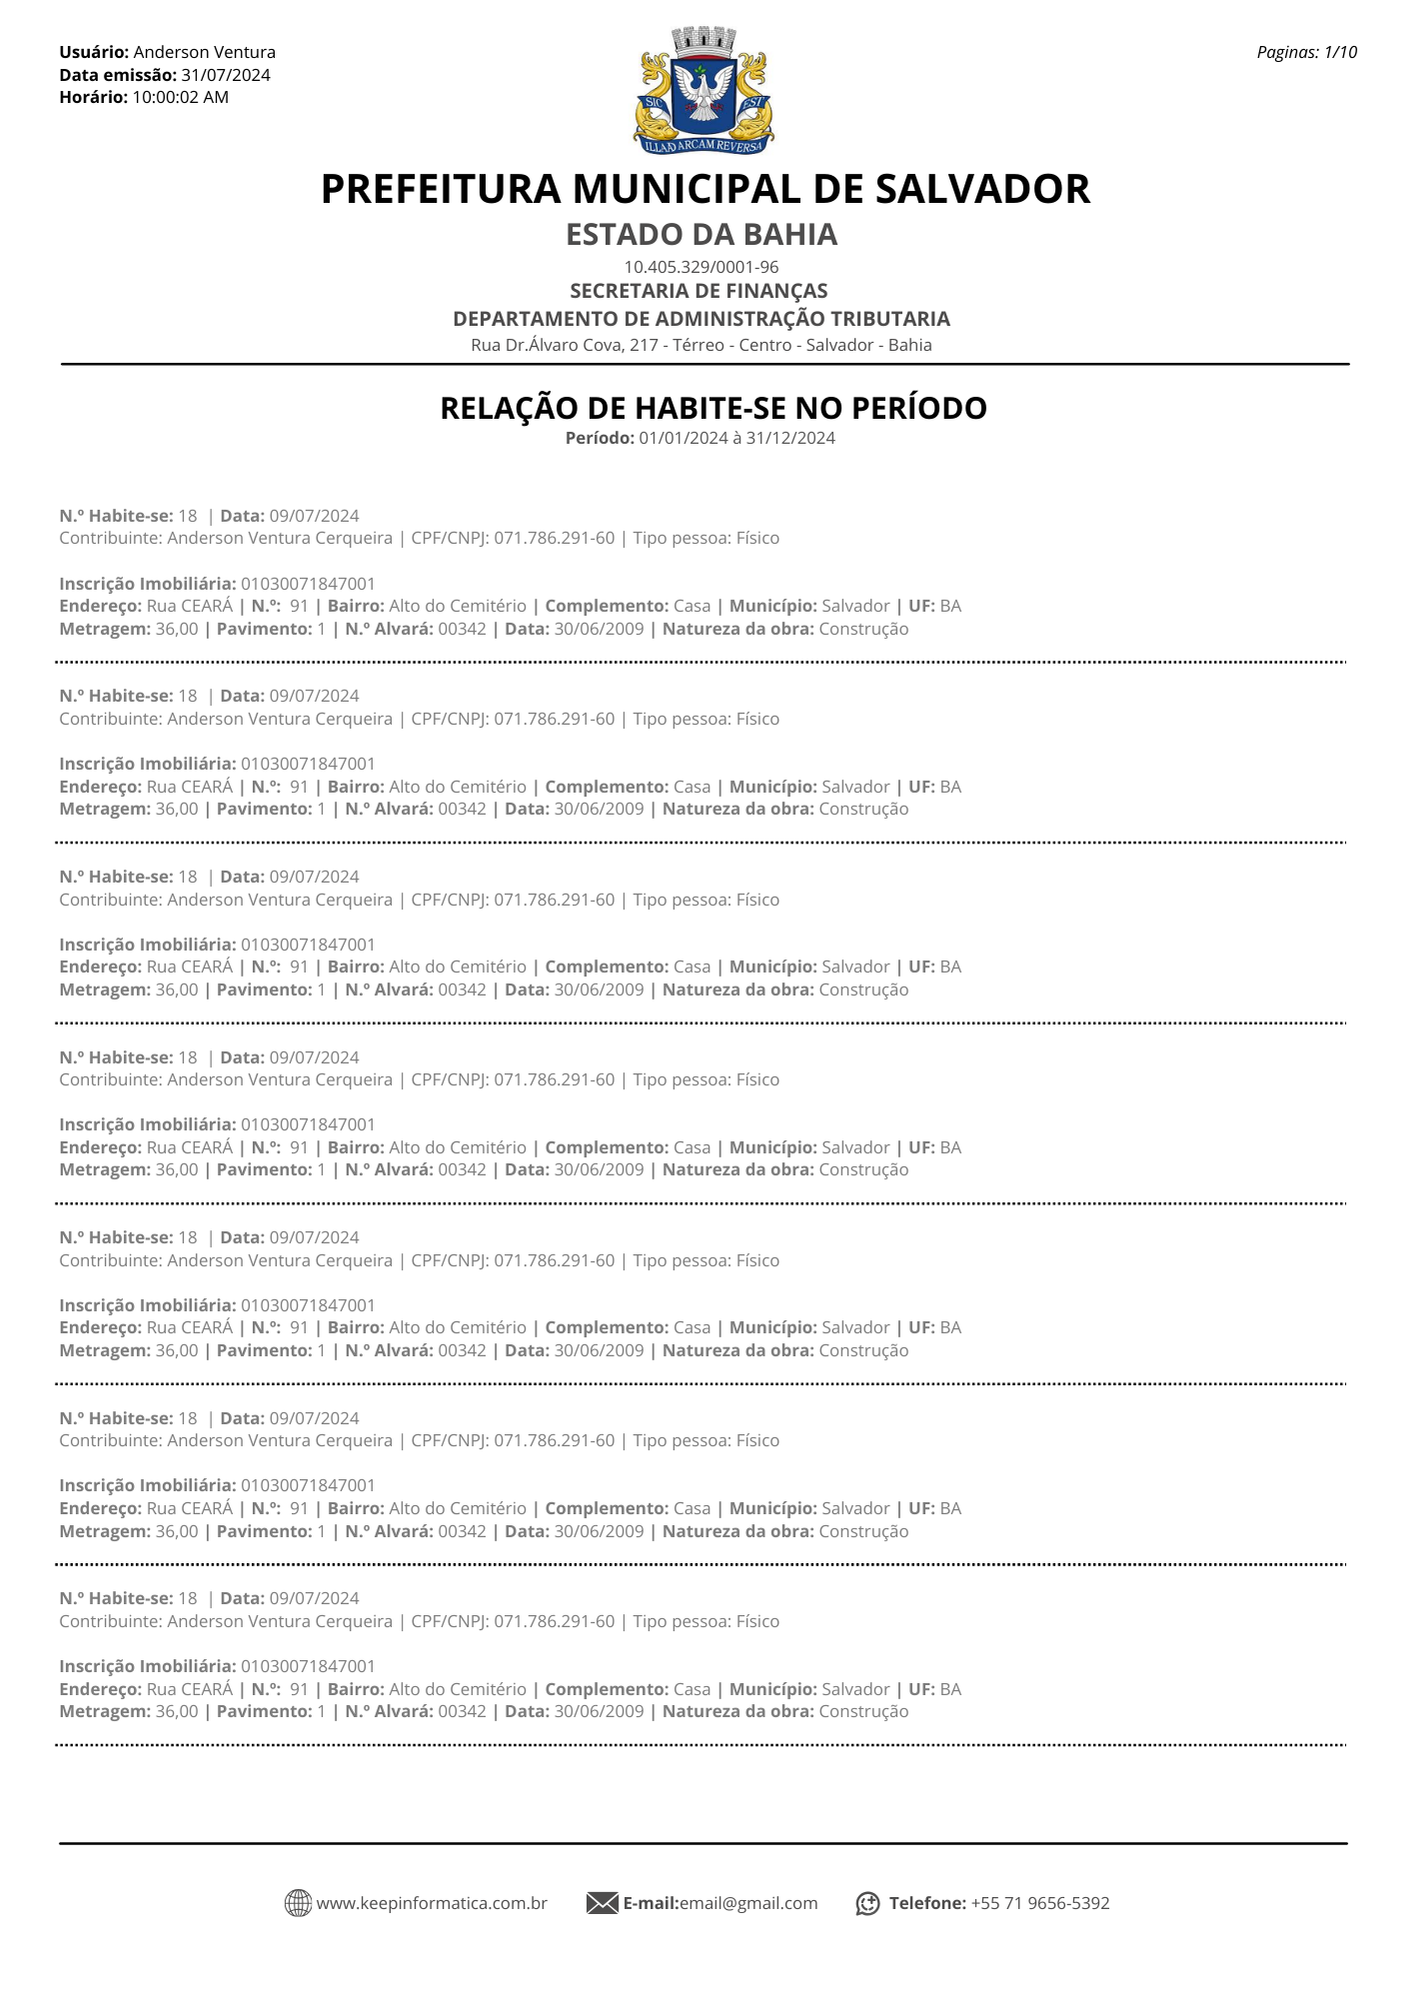 Usuário: Anderson Ventura
Data emissão: 31/07/2024
Horário: 10:00:02 AM
Paginas: 1/10
SIC EST
ILLA AD ARCAM REVERSA
PREFEITURA MUNICIPAL DE SALVADOR
ESTADO DA BAHIA
10.405.329/0001-96
SECRETARIA DE FINANÇAS
DEPARTAMENTO DE ADMINISTRAÇÃO TRIBUTARIA
Rua Dr.Álvaro Cova, 217 - Térreo - Centro - Salvador - Bahia
RELAÇÃO DE HABITE-SE NO PERÍODO
Período: 01/01/2024 à 31/12/2024
N.º Habite-se: 18 | Data: 09/07/2024
Contribuinte: Anderson Ventura Cerqueira | CPF/CNPJ: 071.786.291-60 | Tipo pessoa: Físico
Inscrição Imobiliária: 01030071847001
Endereço: Rua CEARÁ | N.º: 91 | Bairro: Alto do Cemitério | Complemento: Casa | Município: Salvador | UF: BA
Metragem: 36,00 | Pavimento: 1 | N.º Alvará: 00342 | Data: 30/06/2009 | Natureza da obra: Construção
N.º Habite-se: 18 | Data: 09/07/2024
Contribuinte: Anderson Ventura Cerqueira | CPF/CNPJ: 071.786.291-60 | Tipo pessoa: Físico
Inscrição Imobiliária: 01030071847001
Endereço: Rua CEARÁ | N.º: 91 | Bairro: Alto do Cemitério | Complemento: Casa | Município: Salvador | UF: BA
Metragem: 36,00 | Pavimento: 1 | N.º Alvará: 00342 | Data: 30/06/2009 | Natureza da obra: Construção
N.º Habite-se: 18 | Data: 09/07/2024
Contribuinte: Anderson Ventura Cerqueira | CPF/CNPJ: 071.786.291-60 | Tipo pessoa: Físico
Inscrição Imobiliária: 01030071847001
Endereço: Rua CEARÁ | N.º: 91 | Bairro: Alto do Cemitério | Complemento: Casa | Município: Salvador | UF: BA
Metragem: 36,00 | Pavimento: 1 | N.º Alvará: 00342 | Data: 30/06/2009 | Natureza da obra: Construção
N.º Habite-se: 18 | Data: 09/07/2024
Contribuinte: Anderson Ventura Cerqueira | CPF/CNPJ: 071.786.291-60 | Tipo pessoa: Físico
Inscrição Imobiliária: 01030071847001
Endereço: Rua CEARÁ | N.º: 91 | Bairro: Alto do Cemitério | Complemento: Casa | Município: Salvador | UF: BA
Metragem: 36,00 | Pavimento: 1 | N.º Alvará: 00342 | Data: 30/06/2009 | Natureza da obra: Construção
N.º Habite-se: 18 | Data: 09/07/2024
Contribuinte: Anderson Ventura Cerqueira | CPF/CNPJ: 071.786.291-60 | Tipo pessoa: Físico
Inscrição Imobiliária: 01030071847001
Endereço: Rua CEARÁ | N.º: 91 | Bairro: Alto do Cemitério | Complemento: Casa | Município: Salvador | UF: BA
Metragem: 36,00 | Pavimento: 1 | N.º Alvará: 00342 | Data: 30/06/2009 | Natureza da obra: Construção
N.º Habite-se: 18 | Data: 09/07/2024
Contribuinte: Anderson Ventura Cerqueira | CPF/CNPJ: 071.786.291-60 | Tipo pessoa: Físico
Inscrição Imobiliária: 01030071847001
Endereço: Rua CEARÁ | N.º: 91 | Bairro: Alto do Cemitério | Complemento: Casa | Município: Salvador | UF: BA
Metragem: 36,00 | Pavimento: 1 | N.º Alvará: 00342 | Data: 30/06/2009 | Natureza da obra: Construção
N.º Habite-se: 18 | Data: 09/07/2024
Contribuinte: Anderson Ventura Cerqueira | CPF/CNPJ: 071.786.291-60 | Tipo pessoa: Físico
Inscrição Imobiliária: 01030071847001
Endereço: Rua CEARÁ | N.º: 91 | Bairro: Alto do Cemitério | Complemento: Casa | Município: Salvador | UF: BA
Metragem: 36,00 | Pavimento: 1 | N.º Alvará: 00342 | Data: 30/06/2009 | Natureza da obra: Construção
www.keepinformatica.com.br E-mail:email@gmail.com Telefone: +55 71 9656-5392